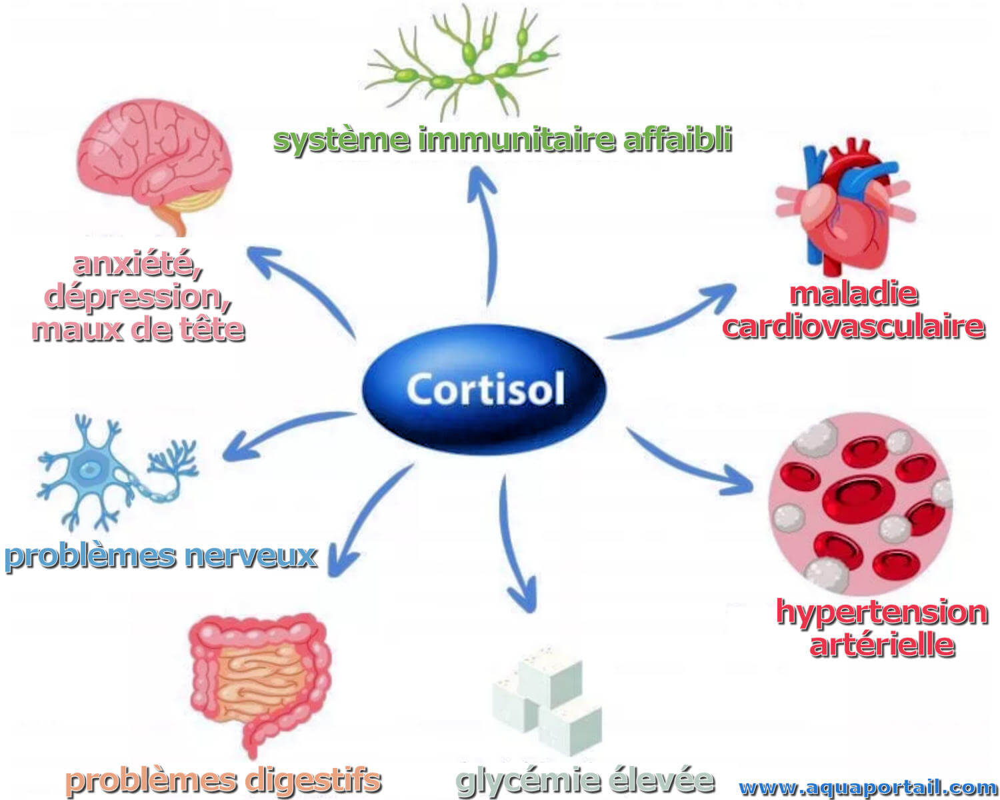 système immunitaire affaibli
anxiété,
dépression,
maux de tête
maladie
cardiovasculaire
Cortisol
problèmes nerveux
hypertension
artérielle
problèmes digestifs
glycémie élevée
www.aquaportail.com